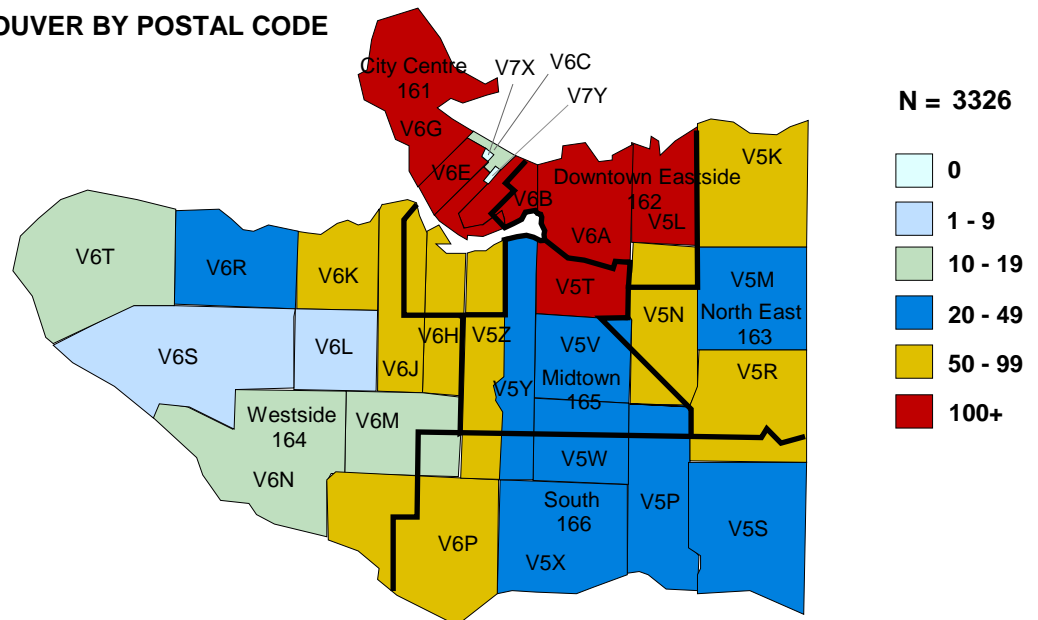 OUVER BY POSTAL CODE
City Centre
161
V7X
V6C
V7Y
V6G
V6E
V6B
Downtown Eastside
162
V5L
V6A
V5K
V6T
V6R
V6K
V5T
V5M
North East
163
V5N
V6S
V6L
V6J
V6H
V5Z
V5Y
V5V
Midtown
165
V5R
Westside
164
V6M
V6N
V5W
South
166
V5P
V5S
V6P
V5X
N = 3326
0
1 - 9
10 - 19
20 - 49
50 - 99
100+